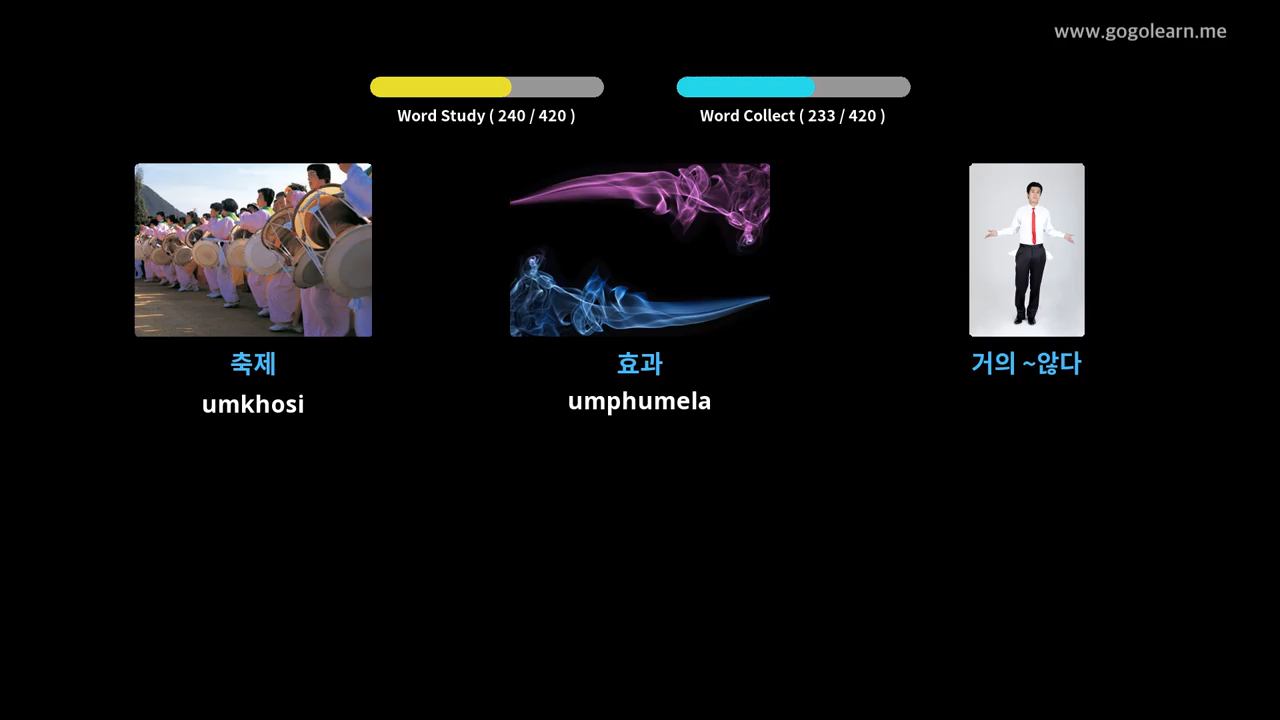 www.gogolearn.me
Word Study ( 240 / 420 )
Word Collect ( 233 / 420 )
축제
umkhosi
효과
umphumela
거의 ~않다